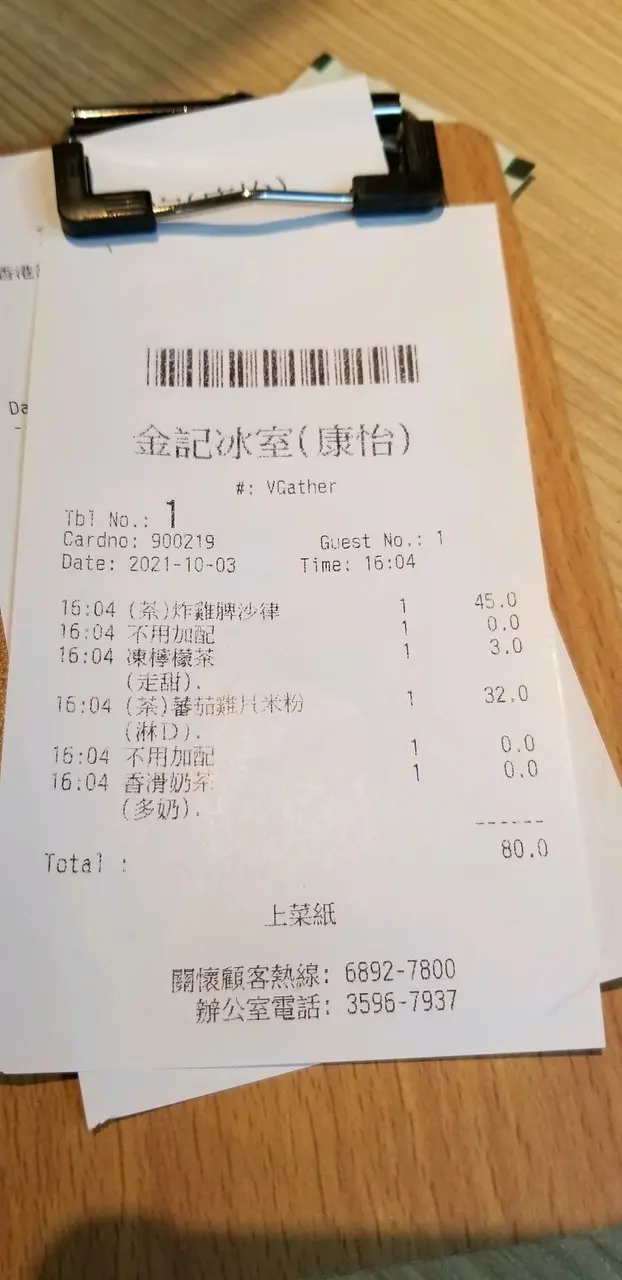 香港
Da
金記冰室(康怡)
#: VGather
Tbl No.: 1
Cardno: 900219 Guest No.: 1
Date: 2021-10-03 Time: 16:04
16:04 (茶)炸雞髀沙律 1 45.0
16:04 不用加配 1 0.0
16:04 凍檸檬茶 1 3.0
(走甜).
16:04 (茶)蕃茄雞片米粉 1 32.0
(淋D).
16:04 不用加配 1 0.0
16:04 香滑奶茶 1 0.0
(多奶).
------
Total : 80.0
上菜紙
關懷顧客熱線: 6892-7800
辦公室電話: 3596-7937